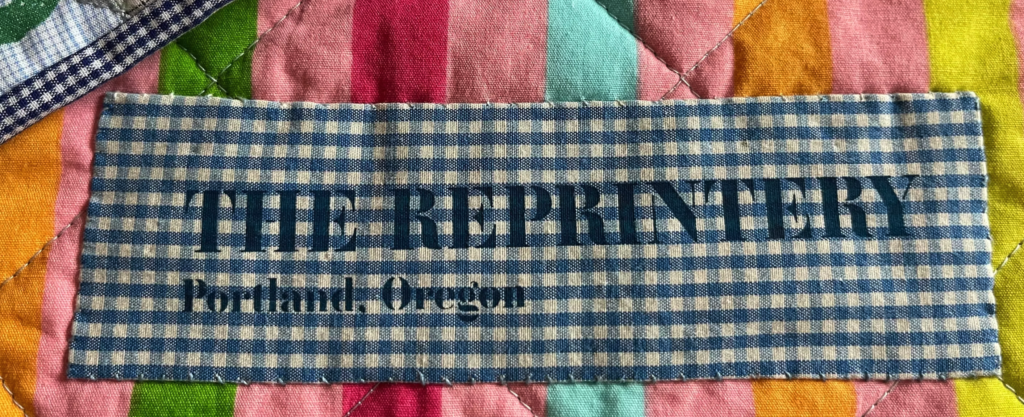 THE REPRINTERY
Portland, Oregon